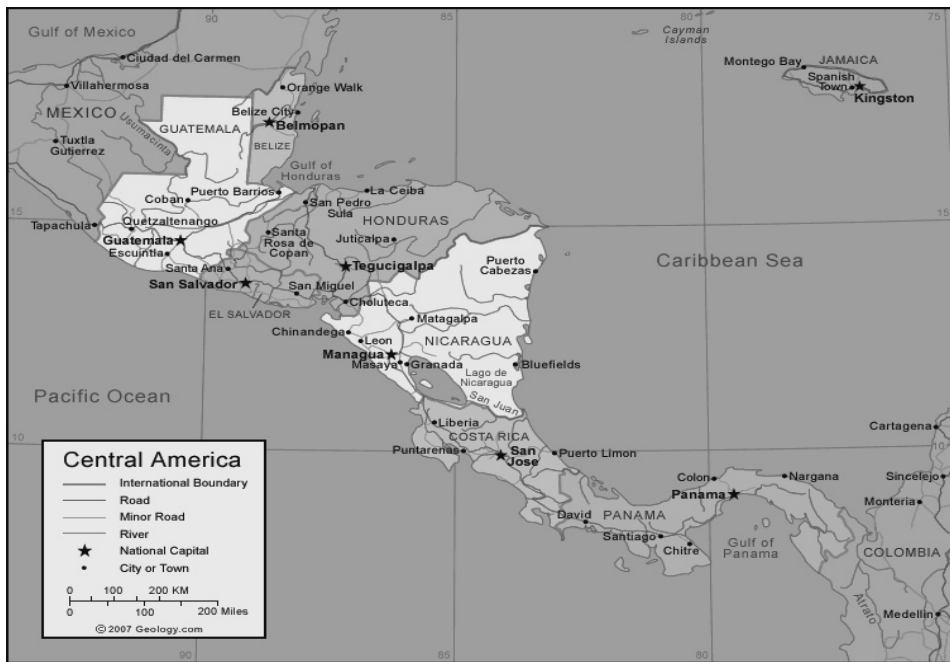 90
85
80
75
Gulf of Mexico
Cayman
Islands
Ciudad del Carmen
Montego Bay
JAMAICA
Villahermosa
Orange Walk
Spanish
Town
Kingston
MEXICO
Usumacinta
GUATEMALA
Belize City
Belmopan
Tuxtla
Gutierrez
BELIZE
Gulf of
Honduras
Puerto Barrios
La Ceiba
Coban
San Pedro
Sula
15
15
Tapachula
Quetzaltenango
HONDURAS
Guatemala
Santa
Rosa de
Copan
Juticalpa
Escuintla
Santa Ana
Tegucigalpa
Puerto
Cabezas
Caribbean Sea
San Salvador
San Miguel
EL SALVADOR
Choluteca
Chinandega
Matagalpa
Leon
NICARAGUA
Managua
Masaya
Granada
Lago de
Nicaragua
Bluefields
Pacific Ocean
San Juan
Liberia
Cartagena
10
COSTA RICA
10
Puntarenas
San
Jose
Puerto Limon
Colon
Nargana
Sincelejo
Panama
Monteria
David
PANAMA
Santiago
Chitre
Gulf of
Panama
COLOMBIA
Atrato
Medellin
Central America
International Boundary
Road
Minor Road
River
National Capital
City or Town
0 100 200 KM
0 100 200 Miles
© 2007 Geology.com
90
85
80